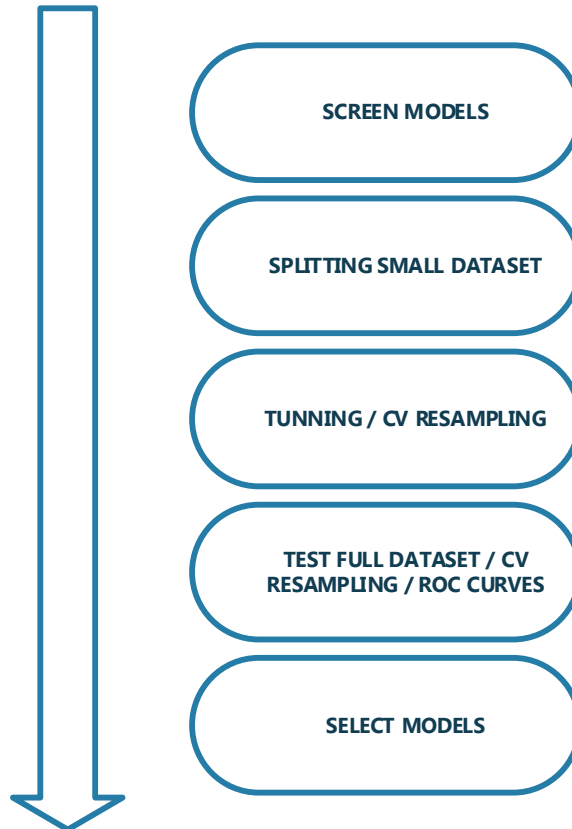 SCREEN MODELS
SPLITTING SMALL DATASET
TUNNING / CV RESAMPLING
TEST FULL DATASET / CV
RESAMPLING / ROC CURVES
SELECT MODELS